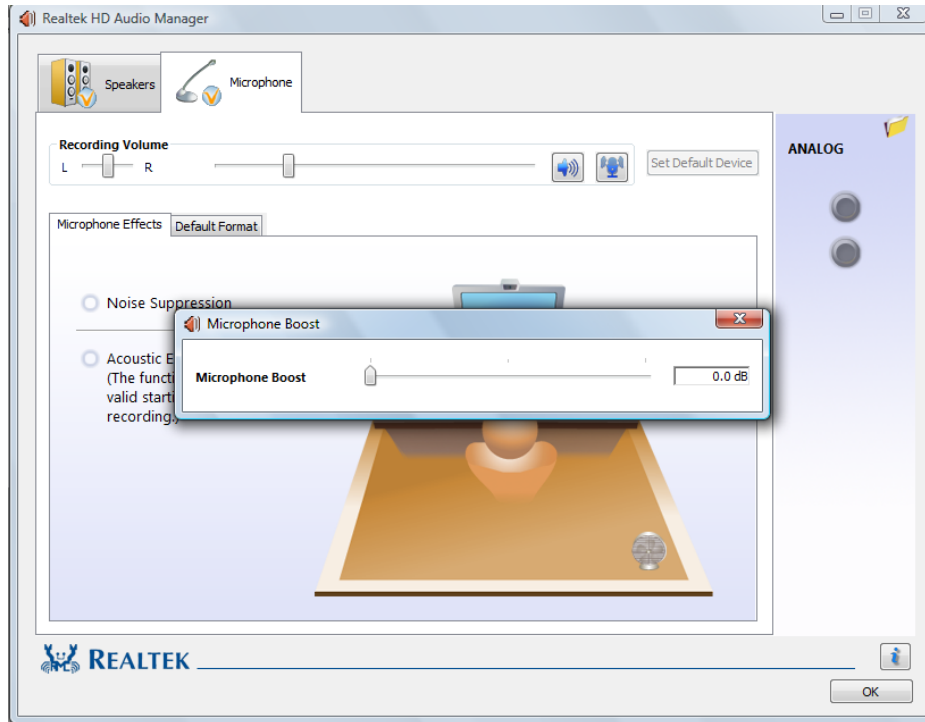 Realtek HD Audio Manager
Speakers
Microphone
Recording Volume
L R
Set Default Device
ANALOG
Microphone Effects Default Format
Noise Suppression
Microphone Boost
Acoustic E
(The functi
valid starti
recording.)
Microphone Boost
0.0 dB
REALTEK
OK